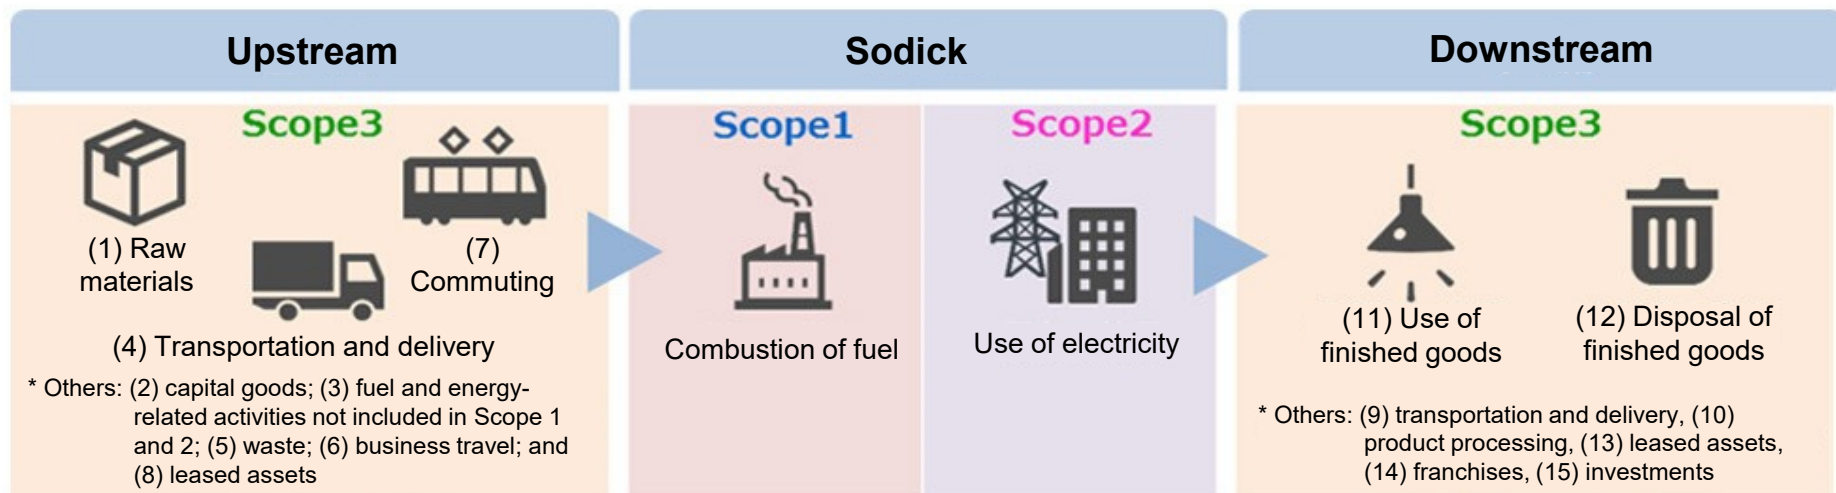 Upstream
Sodick
Downstream
Scope3
(1) Raw
materials
(7)
Commuting
(4) Transportation and delivery
* Others: (2) capital goods; (3) fuel and energy-
related activities not included in Scope 1
and 2; (5) waste; (6) business travel; and
(8) leased assets
Scope1
Combustion of fuel
Scope2
Use of electricity
Scope3
(11) Use of
finished goods
(12) Disposal of
finished goods
* Others: (9) transportation and delivery, (10)
product processing, (13) leased assets,
(14) franchises, (15) investments